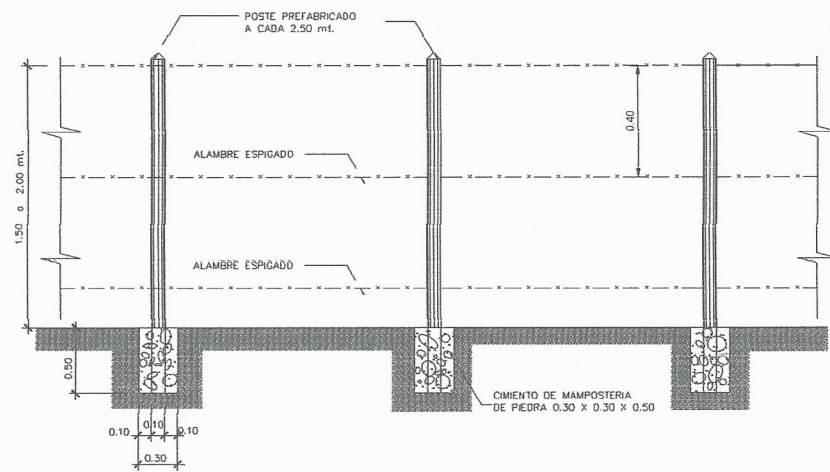 POSTE PREFABRICADO
A CADA 2.50 mt.
0.40
ALAMBRE ESPIGADO
1.50 o 2.00 mt.
ALAMBRE ESPIGADO
0.50
CIMIENTO DE MAMPOSTERIA
DE PIEDRA 0.30 X 0.30 X 0.50
0.10 0.10 0.10
0.30